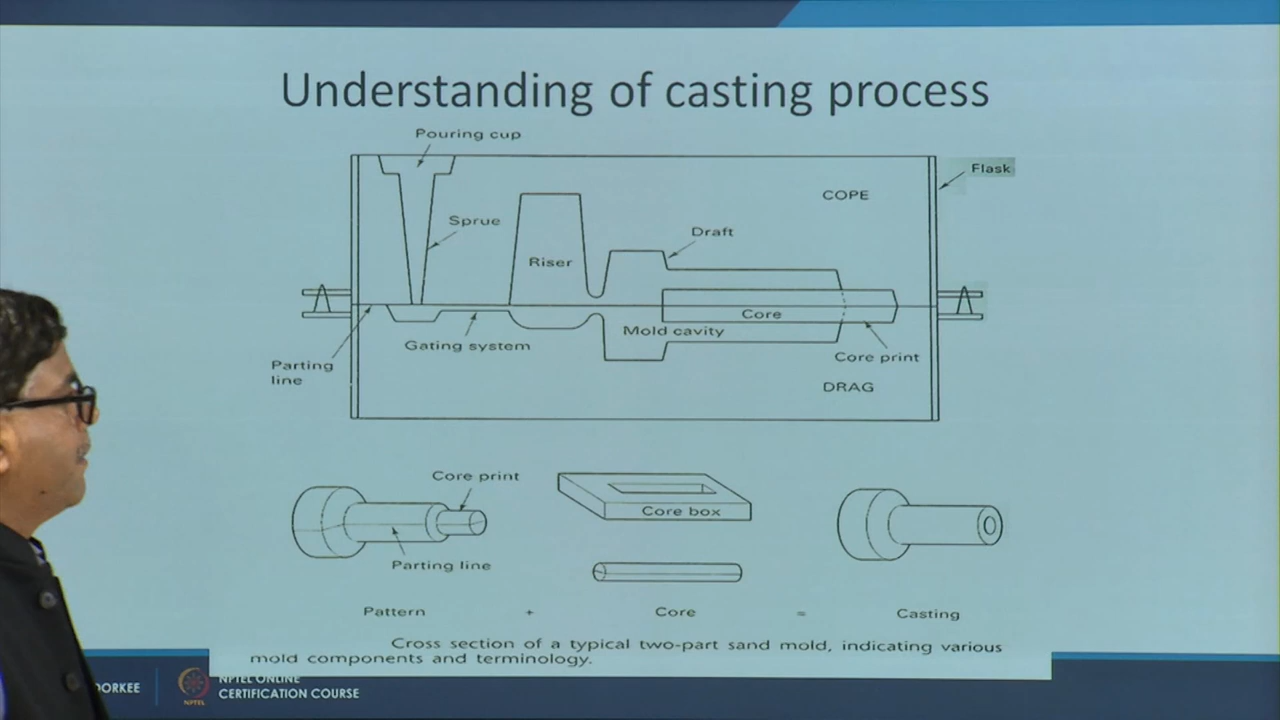 Understanding of casting process
Pouring cup
Flask
COPE
Sprue
Draft
Riser
Core
Mold cavity
Gating system
Core print
Parting
line
DRAG
Core print
Core box
Parting line
Pattern + Core = Casting
Cross section of a typical two-part sand mold, indicating various
mold components and terminology.
OORKEE
NPTEL ONLINE
CERTIFICATION COURSE
NPTEL